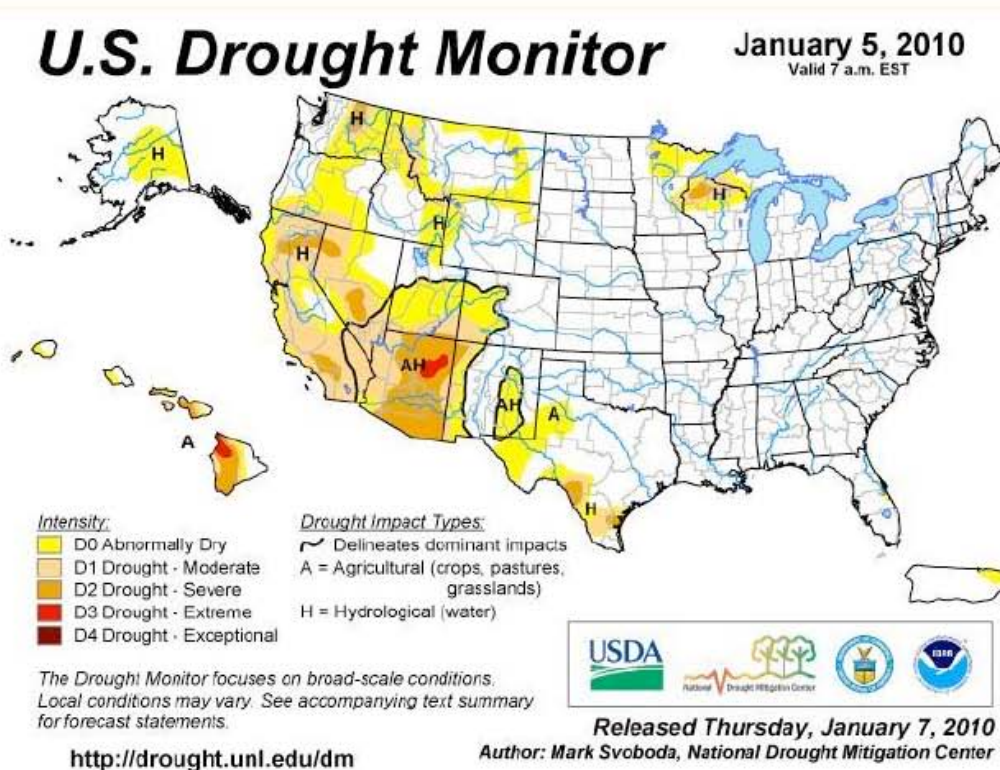 U.S. Drought Monitor
January 5, 2010
Valid 7 a.m. EST
H
H
H
H
H
AH
AH
A
H
A
Intensity:
D0 Abnormally Dry
D1 Drought - Moderate
D2 Drought - Severe
D3 Drought - Extreme
D4 Drought - Exceptional
Drought Impact Types:
Delineates dominant impacts
A = Agricultural (crops, pastures,
grasslands)
H = Hydrological (water)
The Drought Monitor focuses on broad-scale conditions.
Local conditions may vary. See accompanying text summary
for forecast statements.
http://drought.unl.edu/dm
USDA
National Drought Mitigation Center
Released Thursday, January 7, 2010
Author: Mark Svoboda, National Drought Mitigation Center